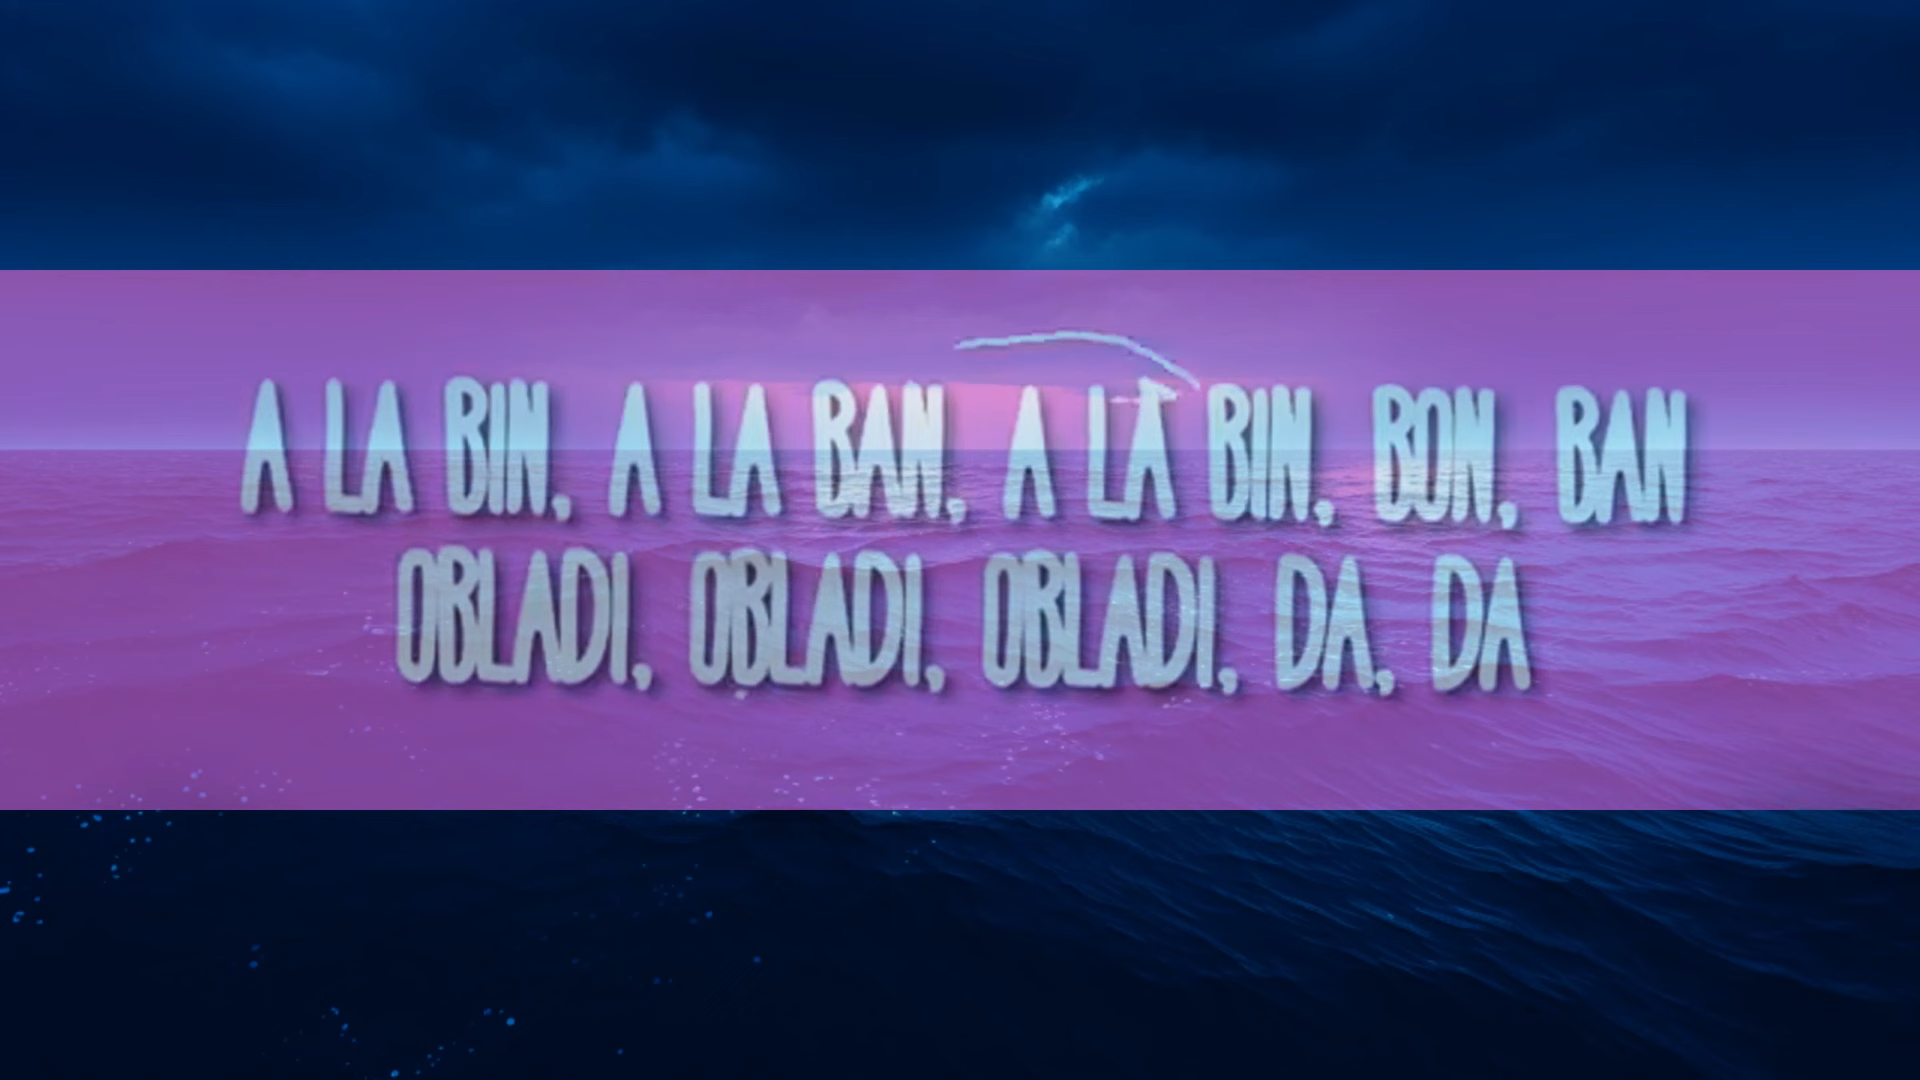 A LA BIN, A LA BAN, A LA BIN, BON, BAN
OBLADI, OBLADI, OBLADI, DA, DA